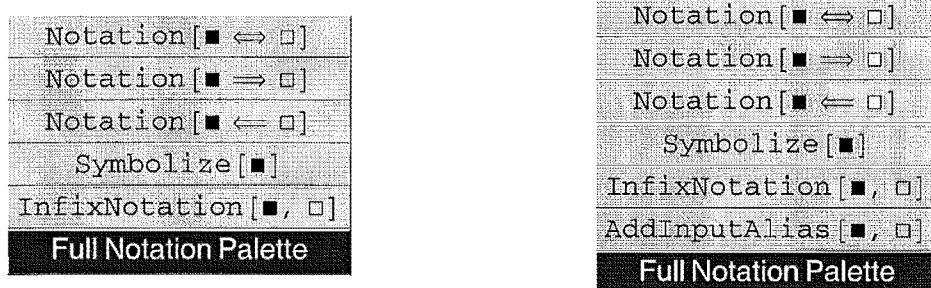 Notation[■ ⟺ □]
Notation[■ ⟹ □]
Notation[■ ⟸ □]
Symbolize[■]
InfixNotation[■, □]
Full Notation Palette
Notation[■ ⟺ □]
Notation[■ ⟹ □]
Notation[■ ⟸ □]
Symbolize[■]
InfixNotation[■, □]
AddInputAlias[■, □]
Full Notation Palette